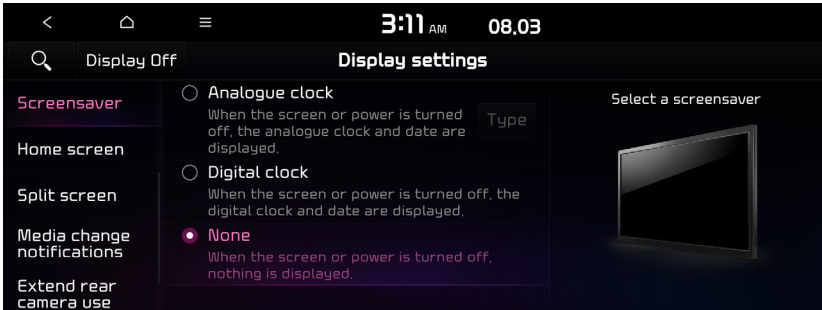 3:11 AM 08.03
Display Off
Display settings
Screensaver
Home screen
Split screen
Media change
notifications
Extend rear
camera use
Analogue clock
When the screen or power is turned
off, the analogue clock and date are
displayed.
Type
Digital clock
When the screen or power is turned off, the
digital clock and date are displayed.
None
When the screen or power is turned off,
nothing is displayed.
Select a screensaver